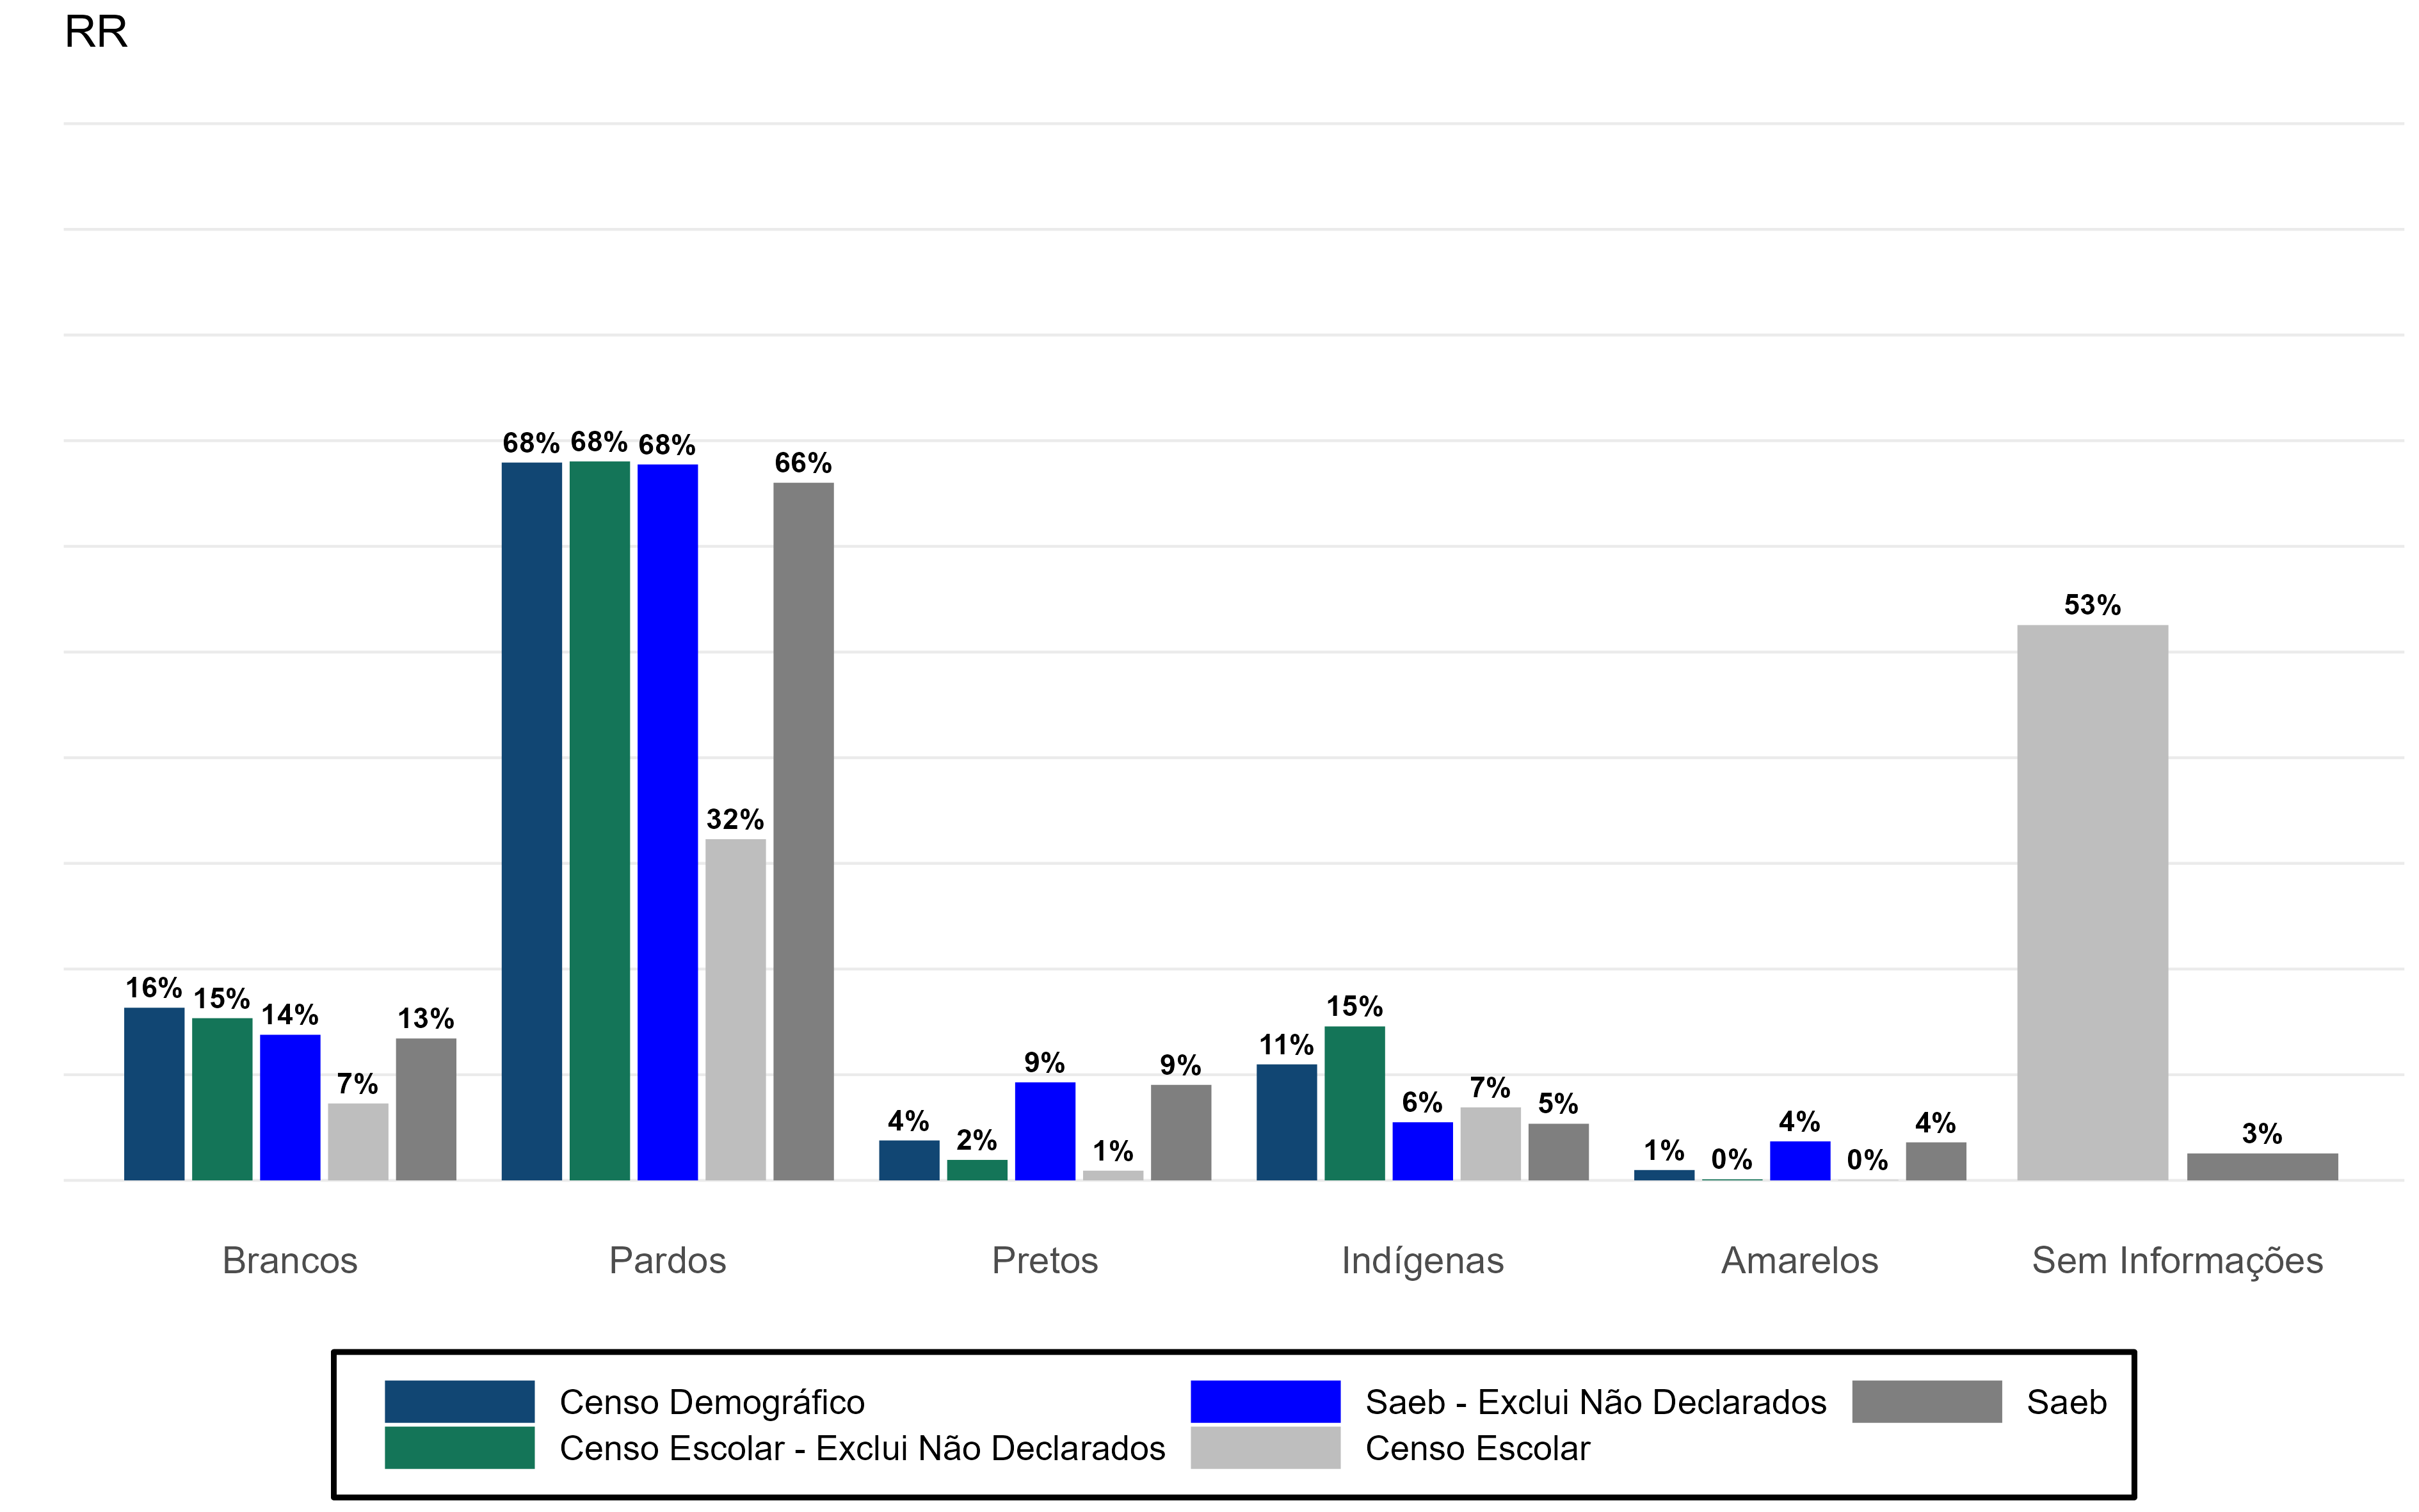 RR
68% 68% 68%
66%
53%
32%
16% 15% 14% 7% 13%
4% 2% 9% 1% 9%
11% 15% 6% 7% 5%
1% 0% 4% 0% 4%
3%
Brancos Pardos Pretos Indígenas Amarelos Sem Informações
Censo Demográfico Saeb - Exclui Não Declarados Saeb
Censo Escolar - Exclui Não Declarados Censo Escolar